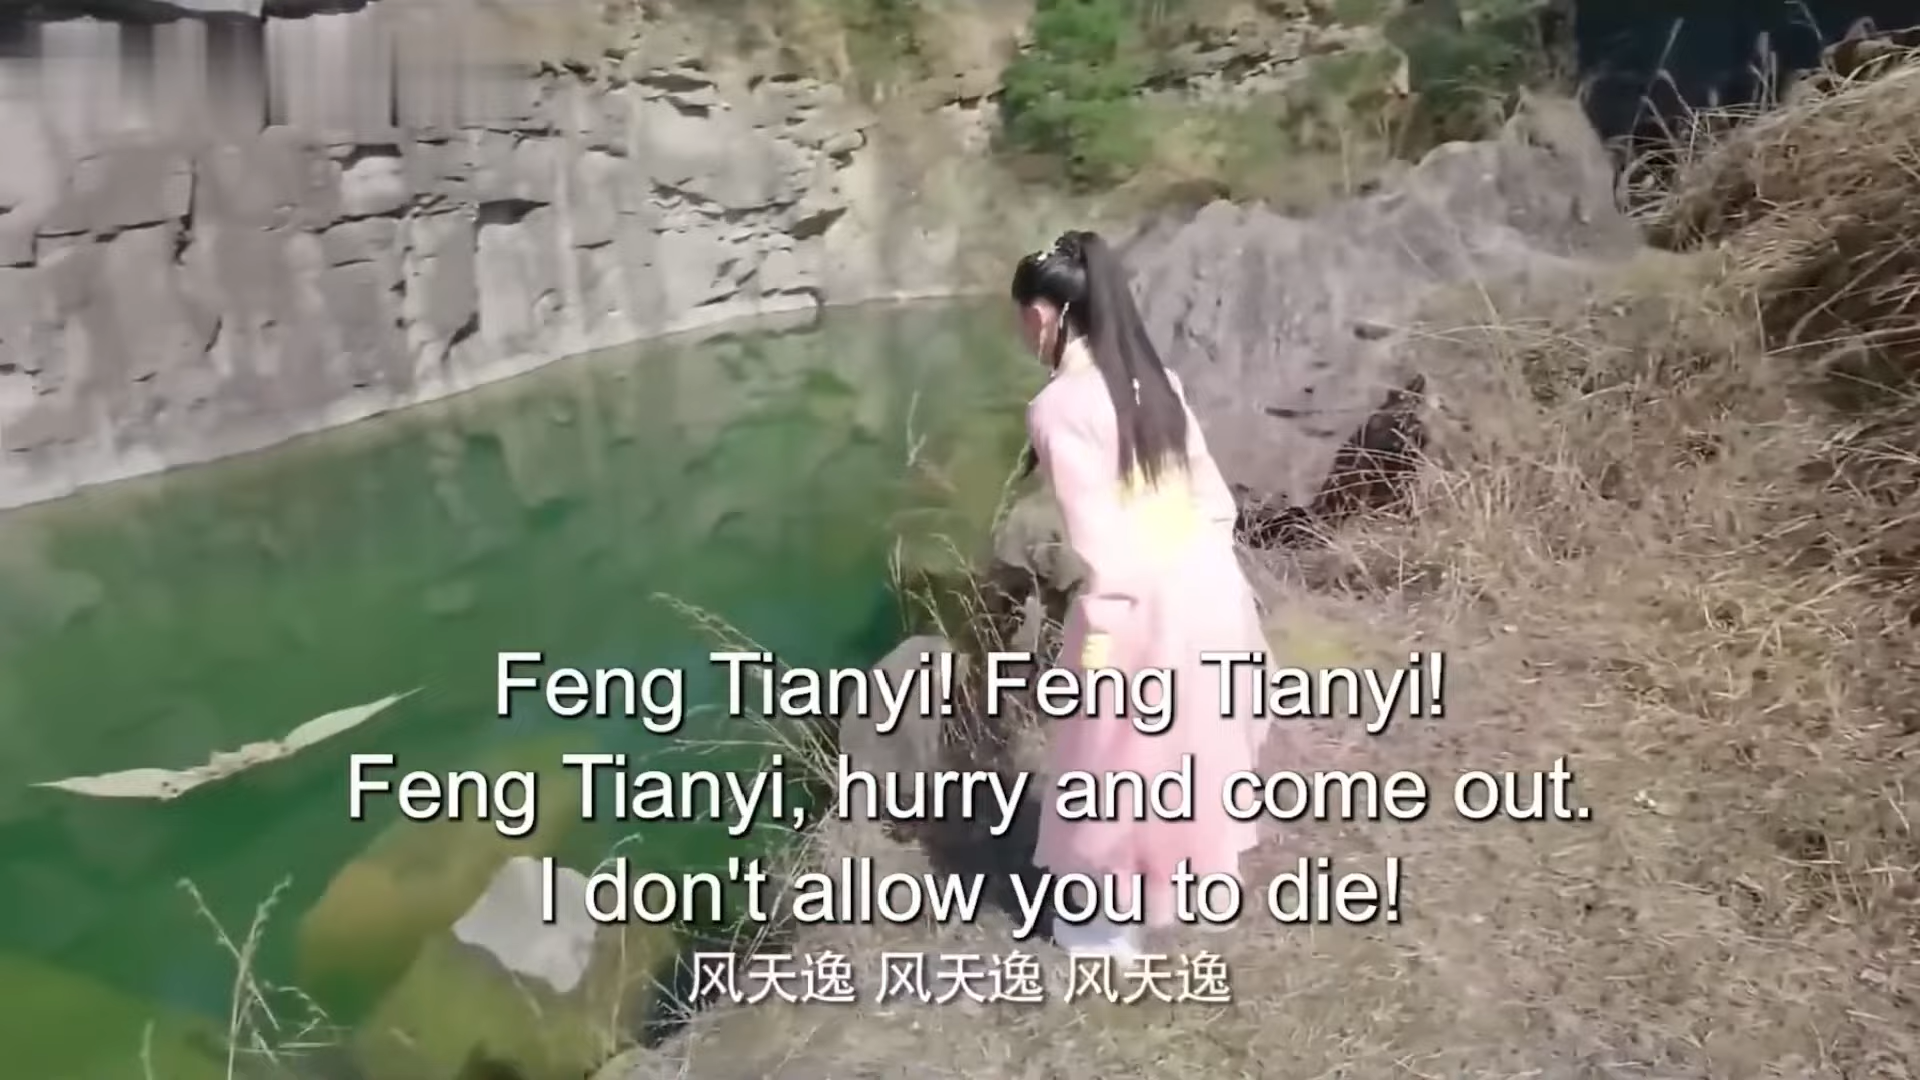 Feng Tianyi! Feng Tianyi!
Feng Tianyi, hurry and come out.
I don't allow you to die!
风天逸 风天逸 风天逸